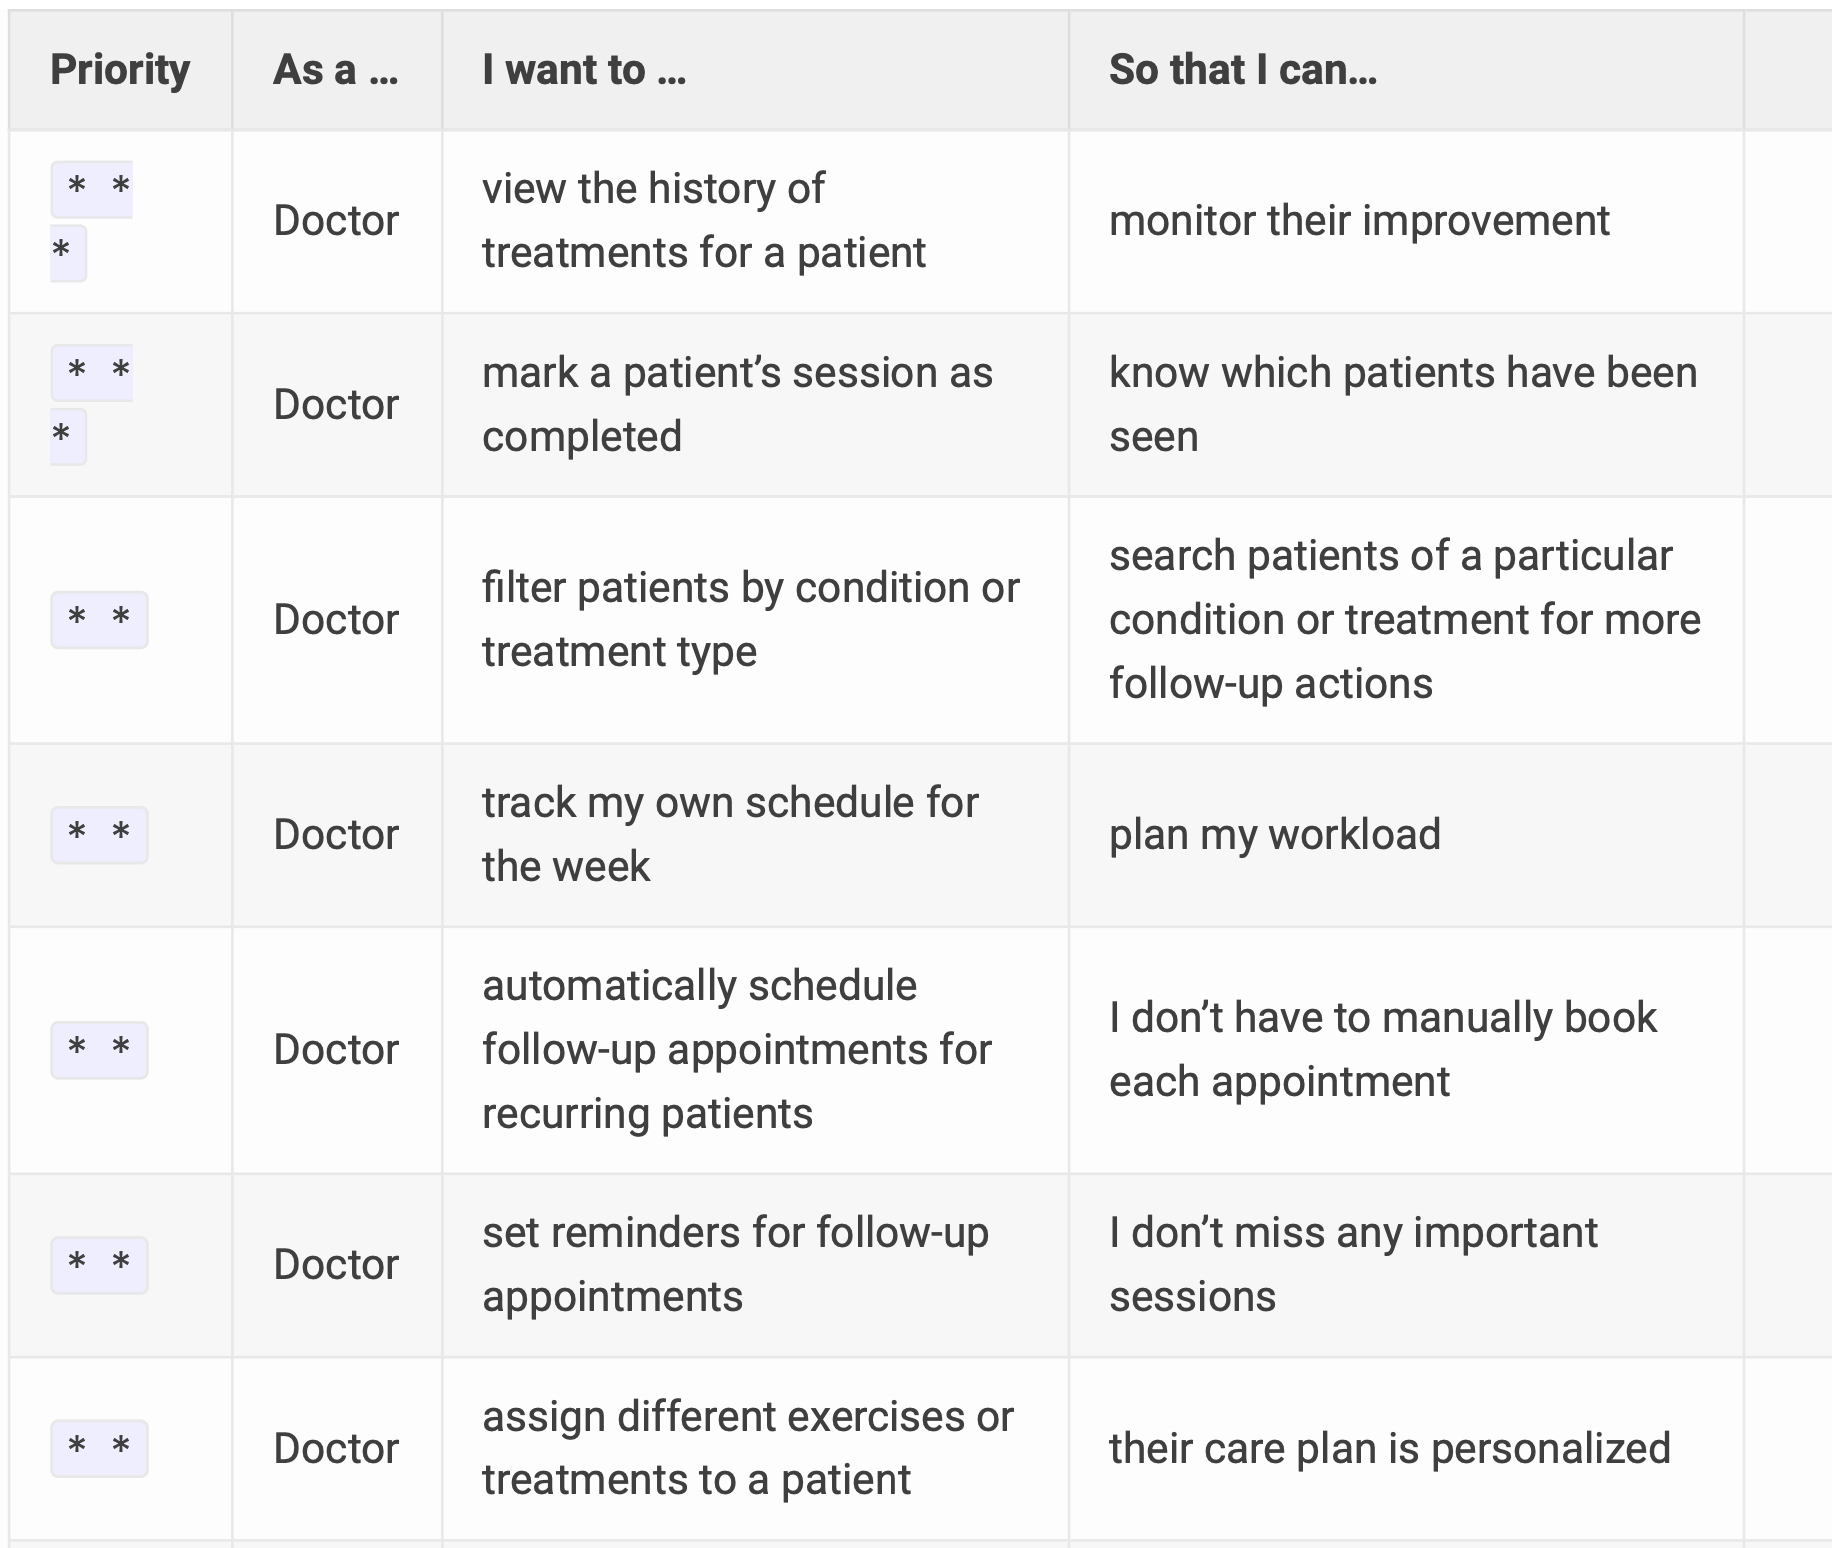 Priority As a ... I want to ... So that I can...
* * view the history of
Doctor monitor their improvement
* treatments for a patient
* * mark a patient’s session as know which patients have been
Doctor
* completed seen
search patients of a particular
filter patients by condition or
* * Doctor condition or treatment for more
treatment type
follow-up actions
track my own schedule for
* * Doctor plan my workload
the week
automatically schedule
I don’t have to manually book
* * Doctor follow-up appointments for
each appointment
recurring patients
set reminders for follow-up I don’t miss any important
* * Doctor
appointments sessions
assign different exercises or
* * Doctor their care plan is personalized
treatments to a patient